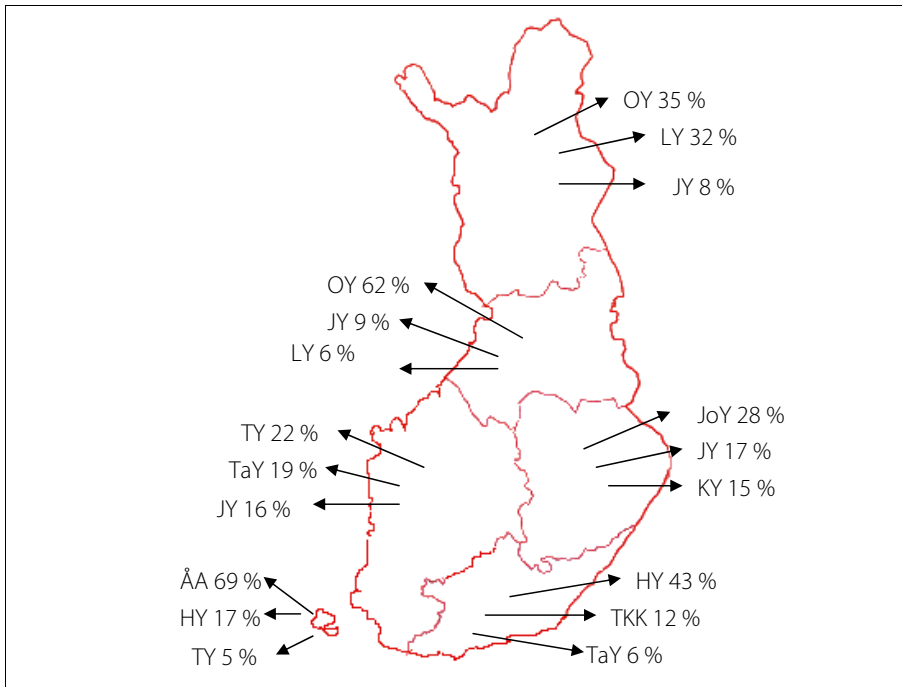 OY 35 %
LY 32 %
JY 8 %
OY 62 %
JY 9 %
LY 6 %
JoY 28 %
JY 17 %
KY 15 %
TY 22 %
TaY 19 %
JY 16 %
ÅA 69 %
HY 17 %
TY 5 %
HY 43 %
TKK 12 %
TaY 6 %